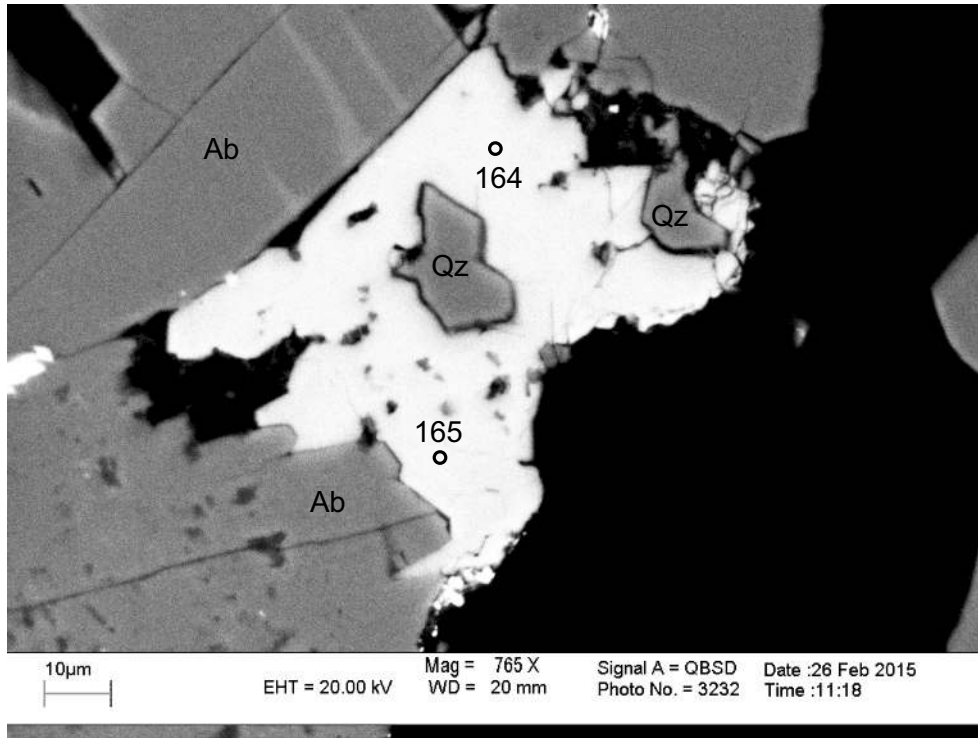 Ab
164
Qz
Qz
165
Ab
10µm
EHT = 20.00 kV
Mag = 765 X
WD = 20 mm
Signal A = QBSD
Photo No. = 3232
Date :26 Feb 2015
Time :11:18